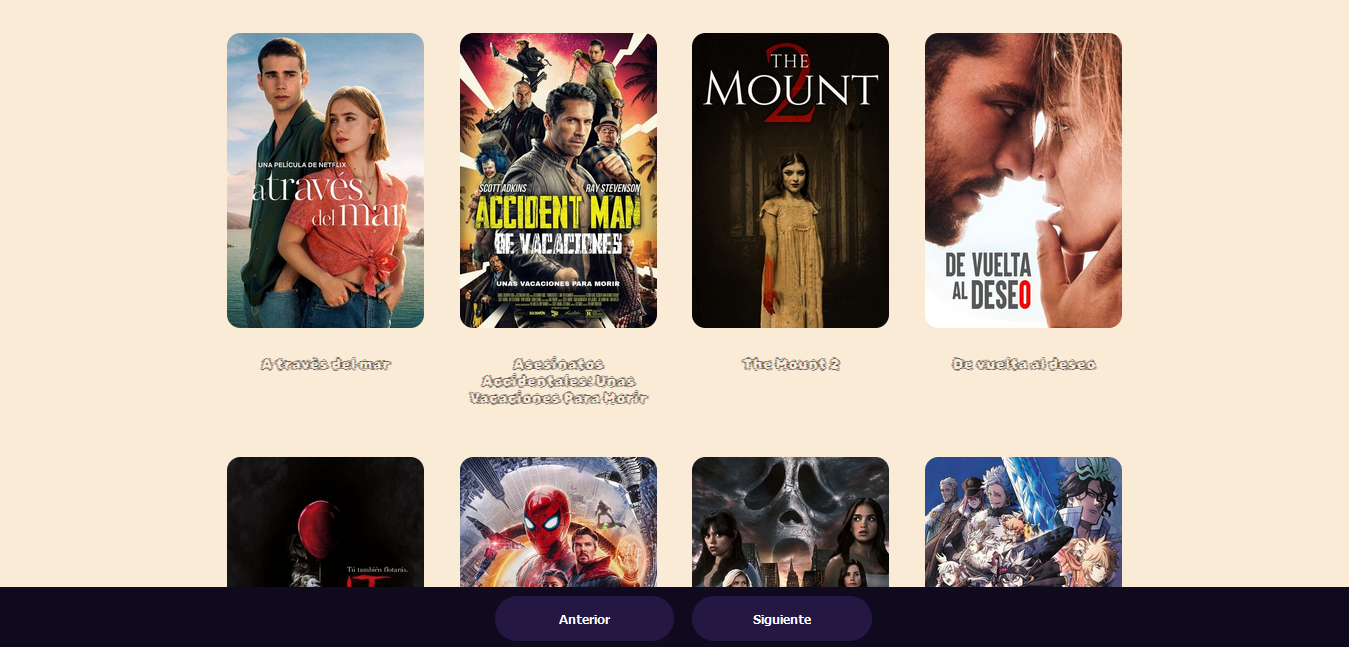 UNA PELÍCULA DE NETFLIX
a través
del mar
SCOTT ADKINS RAY STEVENSON
ACCIDENT MAN
DE VACACIONES
UNAS VACACIONES PARA MORIR
THE
MOUNT
2
DE VUELTA
AL DESEO
A través del mar
Asesinatos
Accidentales: Unas
Vacaciones Para Morir
The Mount 2
De vuelta al deseo
Tú también flotarás.
IT
Anterior
Siguiente